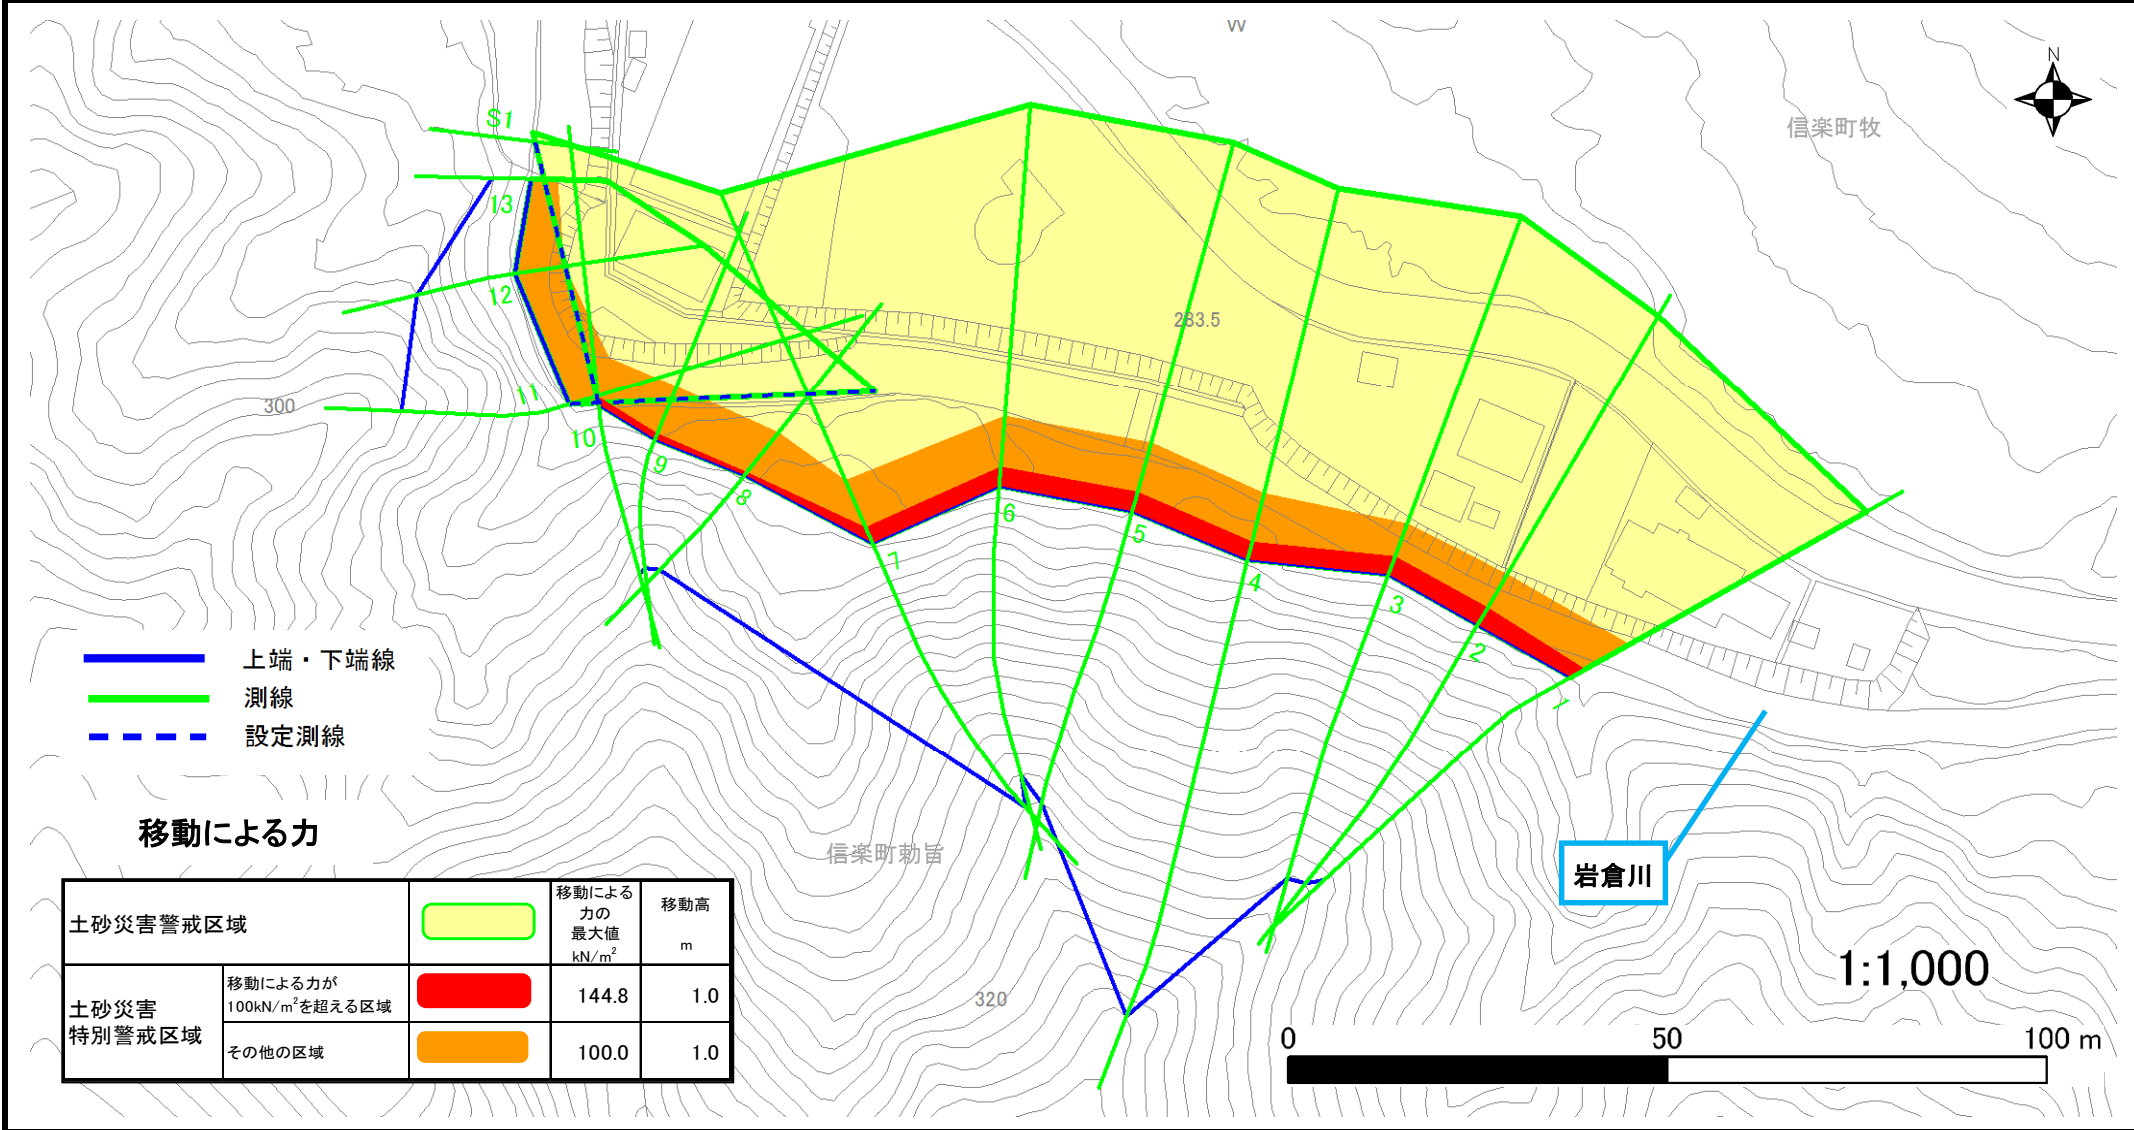 W
N
信楽町牧
S1
13
12
11
10
9
8
7
6
5
4
3
2
1
283.5
300
上端・下端線
測線
設定測線
移動による力
信楽町勅旨
岩倉川
320
土砂災害警戒区域
移動による
力の
最大値
kN/m²
移動高
m
土砂災害
特別警戒区域
移動による力が
100kN/m²を超える区域
144.8
1.0
その他の区域
100.0
1.0
1:1,000
0
50
100 m